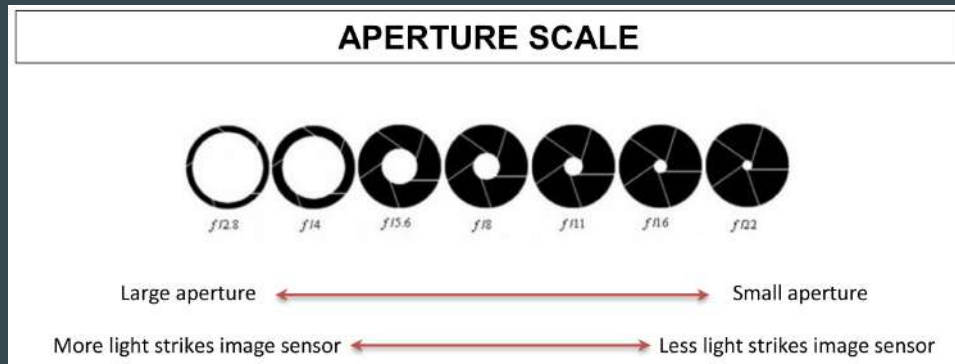 APERTURE SCALE
f/2.8 f/4 f/5.6 f/8 f/11 f/16 f/22
Large aperture Small aperture
More light strikes image sensor Less light strikes image sensor